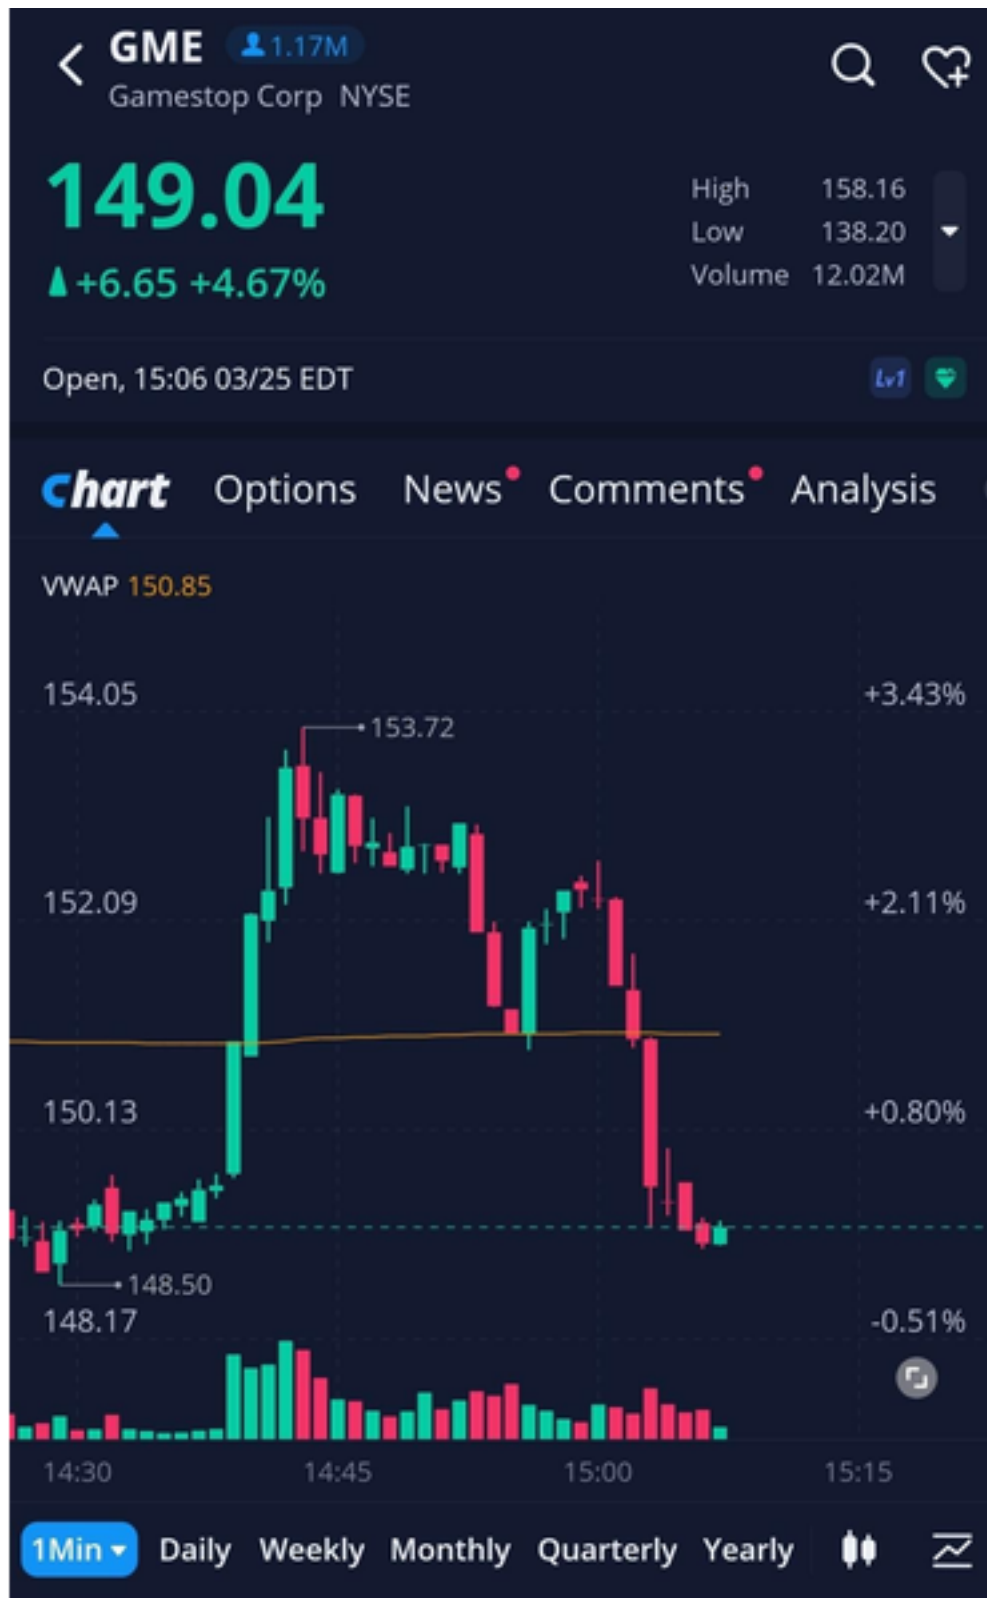 GME 1.17M
Gamestop Corp NYSE
149.04
+6.65 +4.67%
High 158.16
Low 138.20
Volume 12.02M
Open, 15:06 03/25 EDT
Lv1
Chart Options News Comments Analysis
VWAP 150.85
154.05 +3.43%
153.72
152.09 +2.11%
150.13 +0.80%
148.50
148.17 -0.51%
14:30 14:45 15:00 15:15
1Min Daily Weekly Monthly Quarterly Yearly